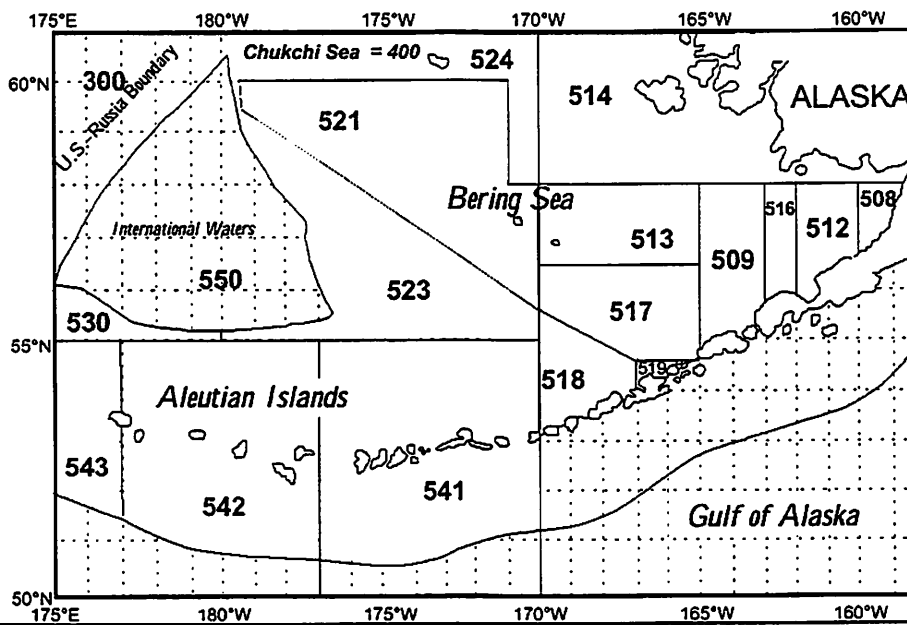 175°E 180°W 175°W 170°W 165°W 160°W
60°N
55°N
50°N
Chukchi Sea = 400
524
300
U.S.-Russia Boundary
514
ALASKA
521
Bering Sea
516
508
512
International Waters
513
509
550
523
517
530
518
519
Aleutian Islands
543
542
541
Gulf of Alaska
175°E 180°W 175°W 170°W 165°W 160°W